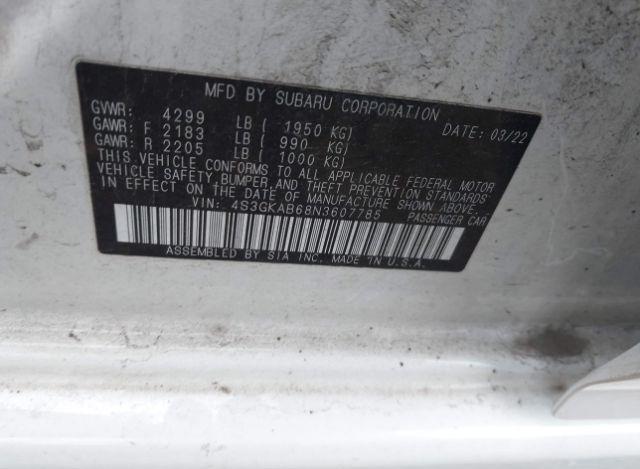 MFD BY SUBARU CORPORATION
GVWR: 4299 LB ( 1950 KG) DATE: 03/22
GAWR: F 2183 LB ( 990 KG)
GAWR: R 2205 LB ( 1000 KG)
THIS VEHICLE CONFORMS TO ALL APPLICABLE FEDERAL MOTOR
VEHICLE SAFETY, BUMPER, AND THEFT PREVENTION STANDARDS
IN EFFECT ON THE DATE OF MANUFACTURE SHOWN ABOVE.
VIN: 4S3GKAB68N3607785 PASSENGER CAR
ASSEMBLED BY SIA INC. MADE IN U.S.A.